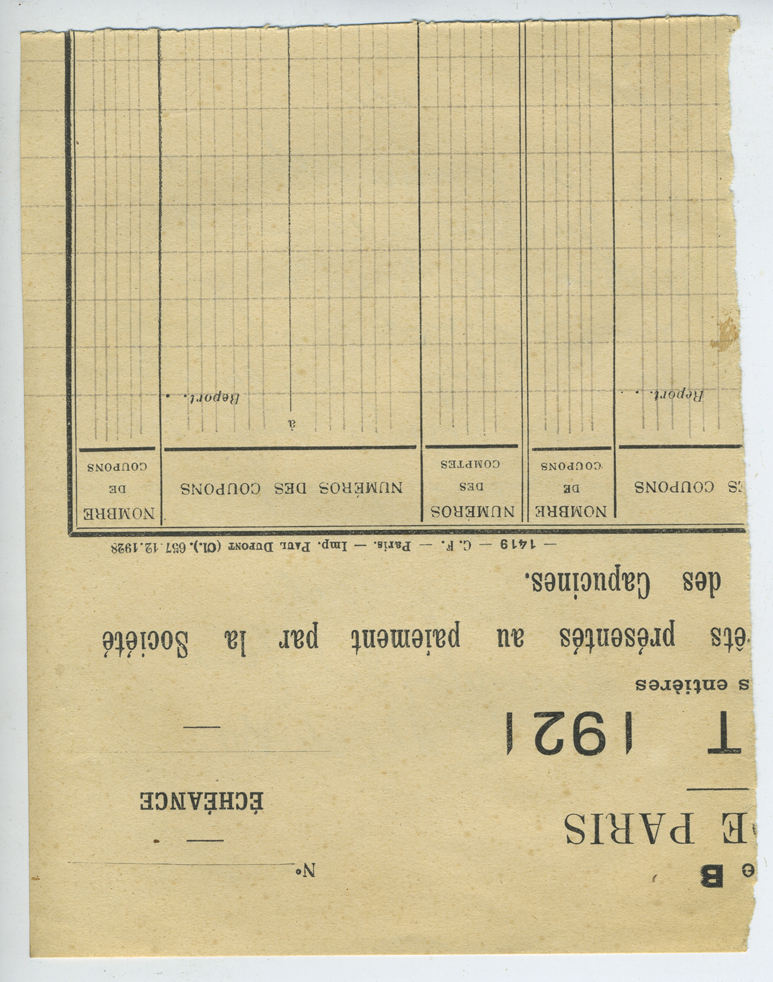 e B
N°
E PARIS
ÉCHÉANCE
T 1921
s entières
êts présentés au paiement par la Société
des Capucines.
— 1419 — C. F. — Paris. — Imp. PAUL DUPONT (Cl.). 657.12.1928
S COUPONS
NOMBRE
DE
COUPONS
NUMÉROS
DES
COMPTES
NUMÉROS DES COUPONS
NOMBRE
DE
COUPONS
à
Report. .
Report. .